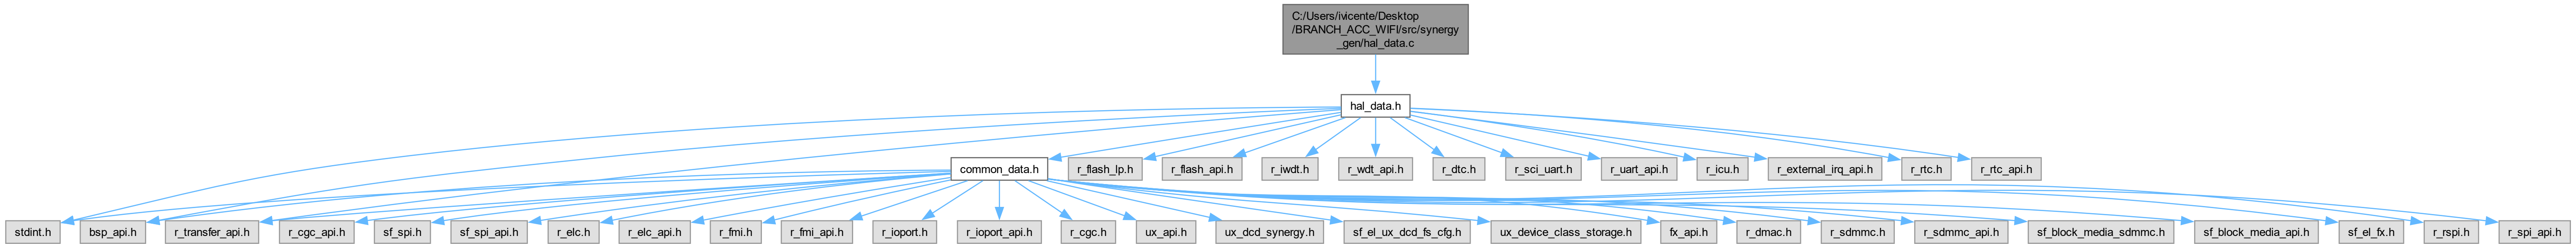 C:/Users/ivicente/Desktop
/BRANCH_ACC_WIFI/src/synergy
_gen/hal_data.c
hal_data.h
common_data.h
r_flash_lp.h
r_flash_api.h
r_iwdt.h
r_wdt_api.h
r_dtc.h
r_sci_uart.h
r_uart_api.h
r_icu.h
r_external_irq_api.h
r_rtc.h
r_rtc_api.h
stdint.h
bsp_api.h
r_transfer_api.h
r_cgc_api.h
sf_spi.h
sf_spi_api.h
r_elc.h
r_elc_api.h
r_fmi.h
r_fmi_api.h
r_ioport.h
r_ioport_api.h
r_cgc.h
ux_api.h
ux_dcd_synergy.h
sf_el_ux_dcd_fs_cfg.h
ux_device_class_storage.h
fx_api.h
r_dmac.h
r_sdmmc.h
r_sdmmc_api.h
sf_block_media_sdmmc.h
sf_block_media_api.h
sf_el_fx.h
r_rspi.h
r_spi_api.h